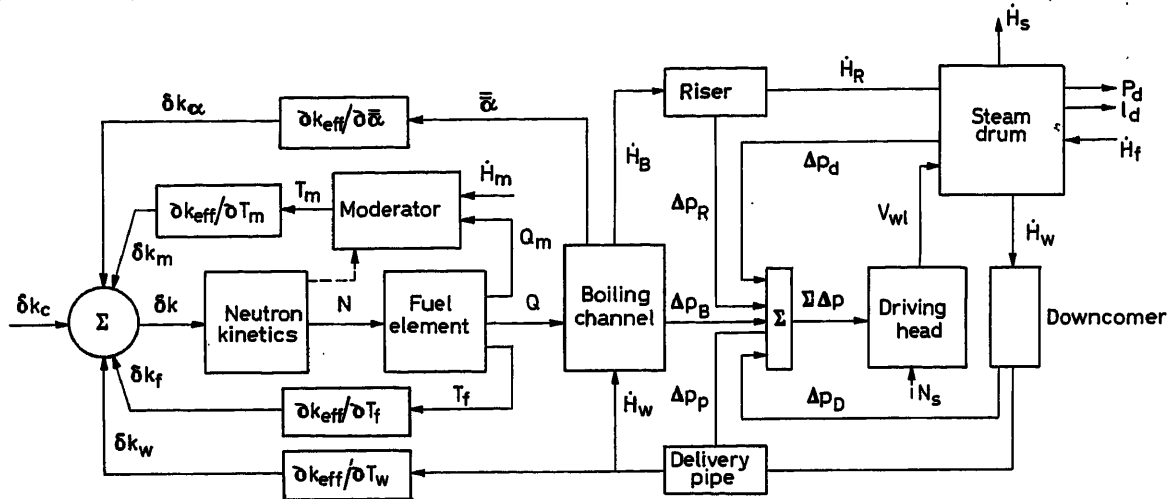 Ḣs
Riser
ḢR
Steam
drum
Pd
ld
Ḣf
δkα
∂keff/∂ᾱ̄
ᾱ̄
ḢB
Δpd
ΔpR
Vwl
Ḣw
∂keff/∂Tm
Tm
Moderator
Ḣm
Qm
δkm
δkc
Σ
δk
Neutron
kinetics
N
Fuel
element
Q
Boiling
channel
ΔpB
Σ
ΣΔp
Driving
head
Downcomer
δkf
∂keff/∂Tf
Tf
Ḣw
Δpp
ΔpD
Ns
δkw
∂keff/∂Tw
Delivery
pipe